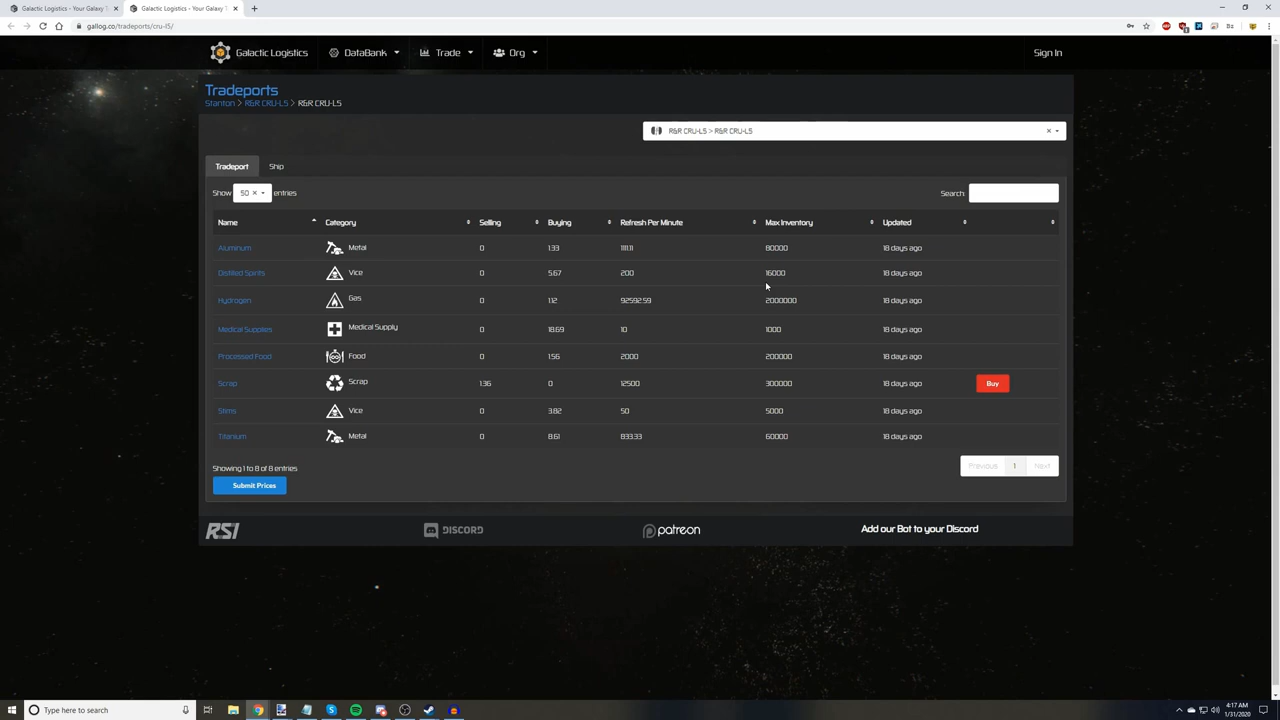 Galactic Logistics - Your Galaxy T
Galactic Logistics - Your Galaxy T
gallog.co/tradeports/cru-l5/
Galactic Logistics DataBank Trade Org Sign In
Tradeports
Stanton > R&R CRU-L5 > R&R CRU-L5
R&R CRU-L5 > R&R CRU-L5
Tradeport Ship
Show 50 entries Search:
Name Category Selling Buying Refresh Per Minute Max Inventory Updated
Aluminum Metal 0 1.33 1111.11 80000 18 days ago
Distilled Spirits Vice 0 5.67 200 16000 18 days ago
Hydrogen Gas 0 1.12 92592.59 2000000 18 days ago
Medical Supplies Medical Supply 0 18.69 10 1000 18 days ago
Processed Food Food 0 1.56 2000 200000 18 days ago
Scrap Scrap 1.36 0 12500 300000 18 days ago Buy
Stims Vice 0 3.82 50 5000 18 days ago
Titanium Metal 0 8.61 833.33 60000 18 days ago
Showing 1 to 8 of 8 entries
Previous 1 Next
Submit Prices
RSI DISCORD patreon Add our Bot to your Discord
Type here to search
4:17 AM
1/31/2020